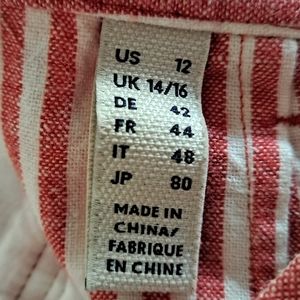 US 12
UK 14/16
DE 42
FR 44
IT 48
JP 80
MADE IN
CHINA/
FABRIQUE
EN CHINE